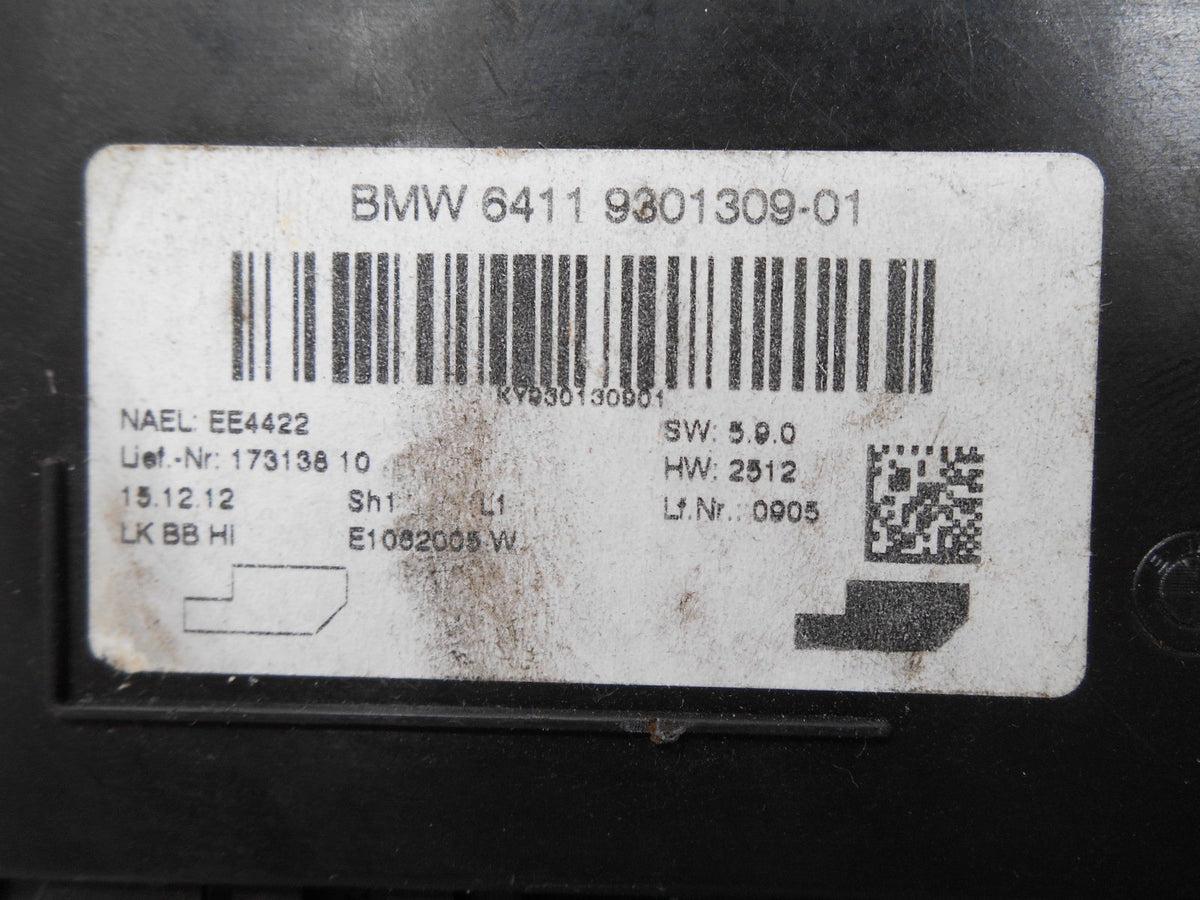 BMW 6411 9301309-01
KY930130901
NAEL: EE4422
Lief.-Nr: 173138 10
15.12.12 Sh1 L1
LK BB HI E1062005 W
SW: 5.9.0
HW: 2512
Lf.Nr.: 0905